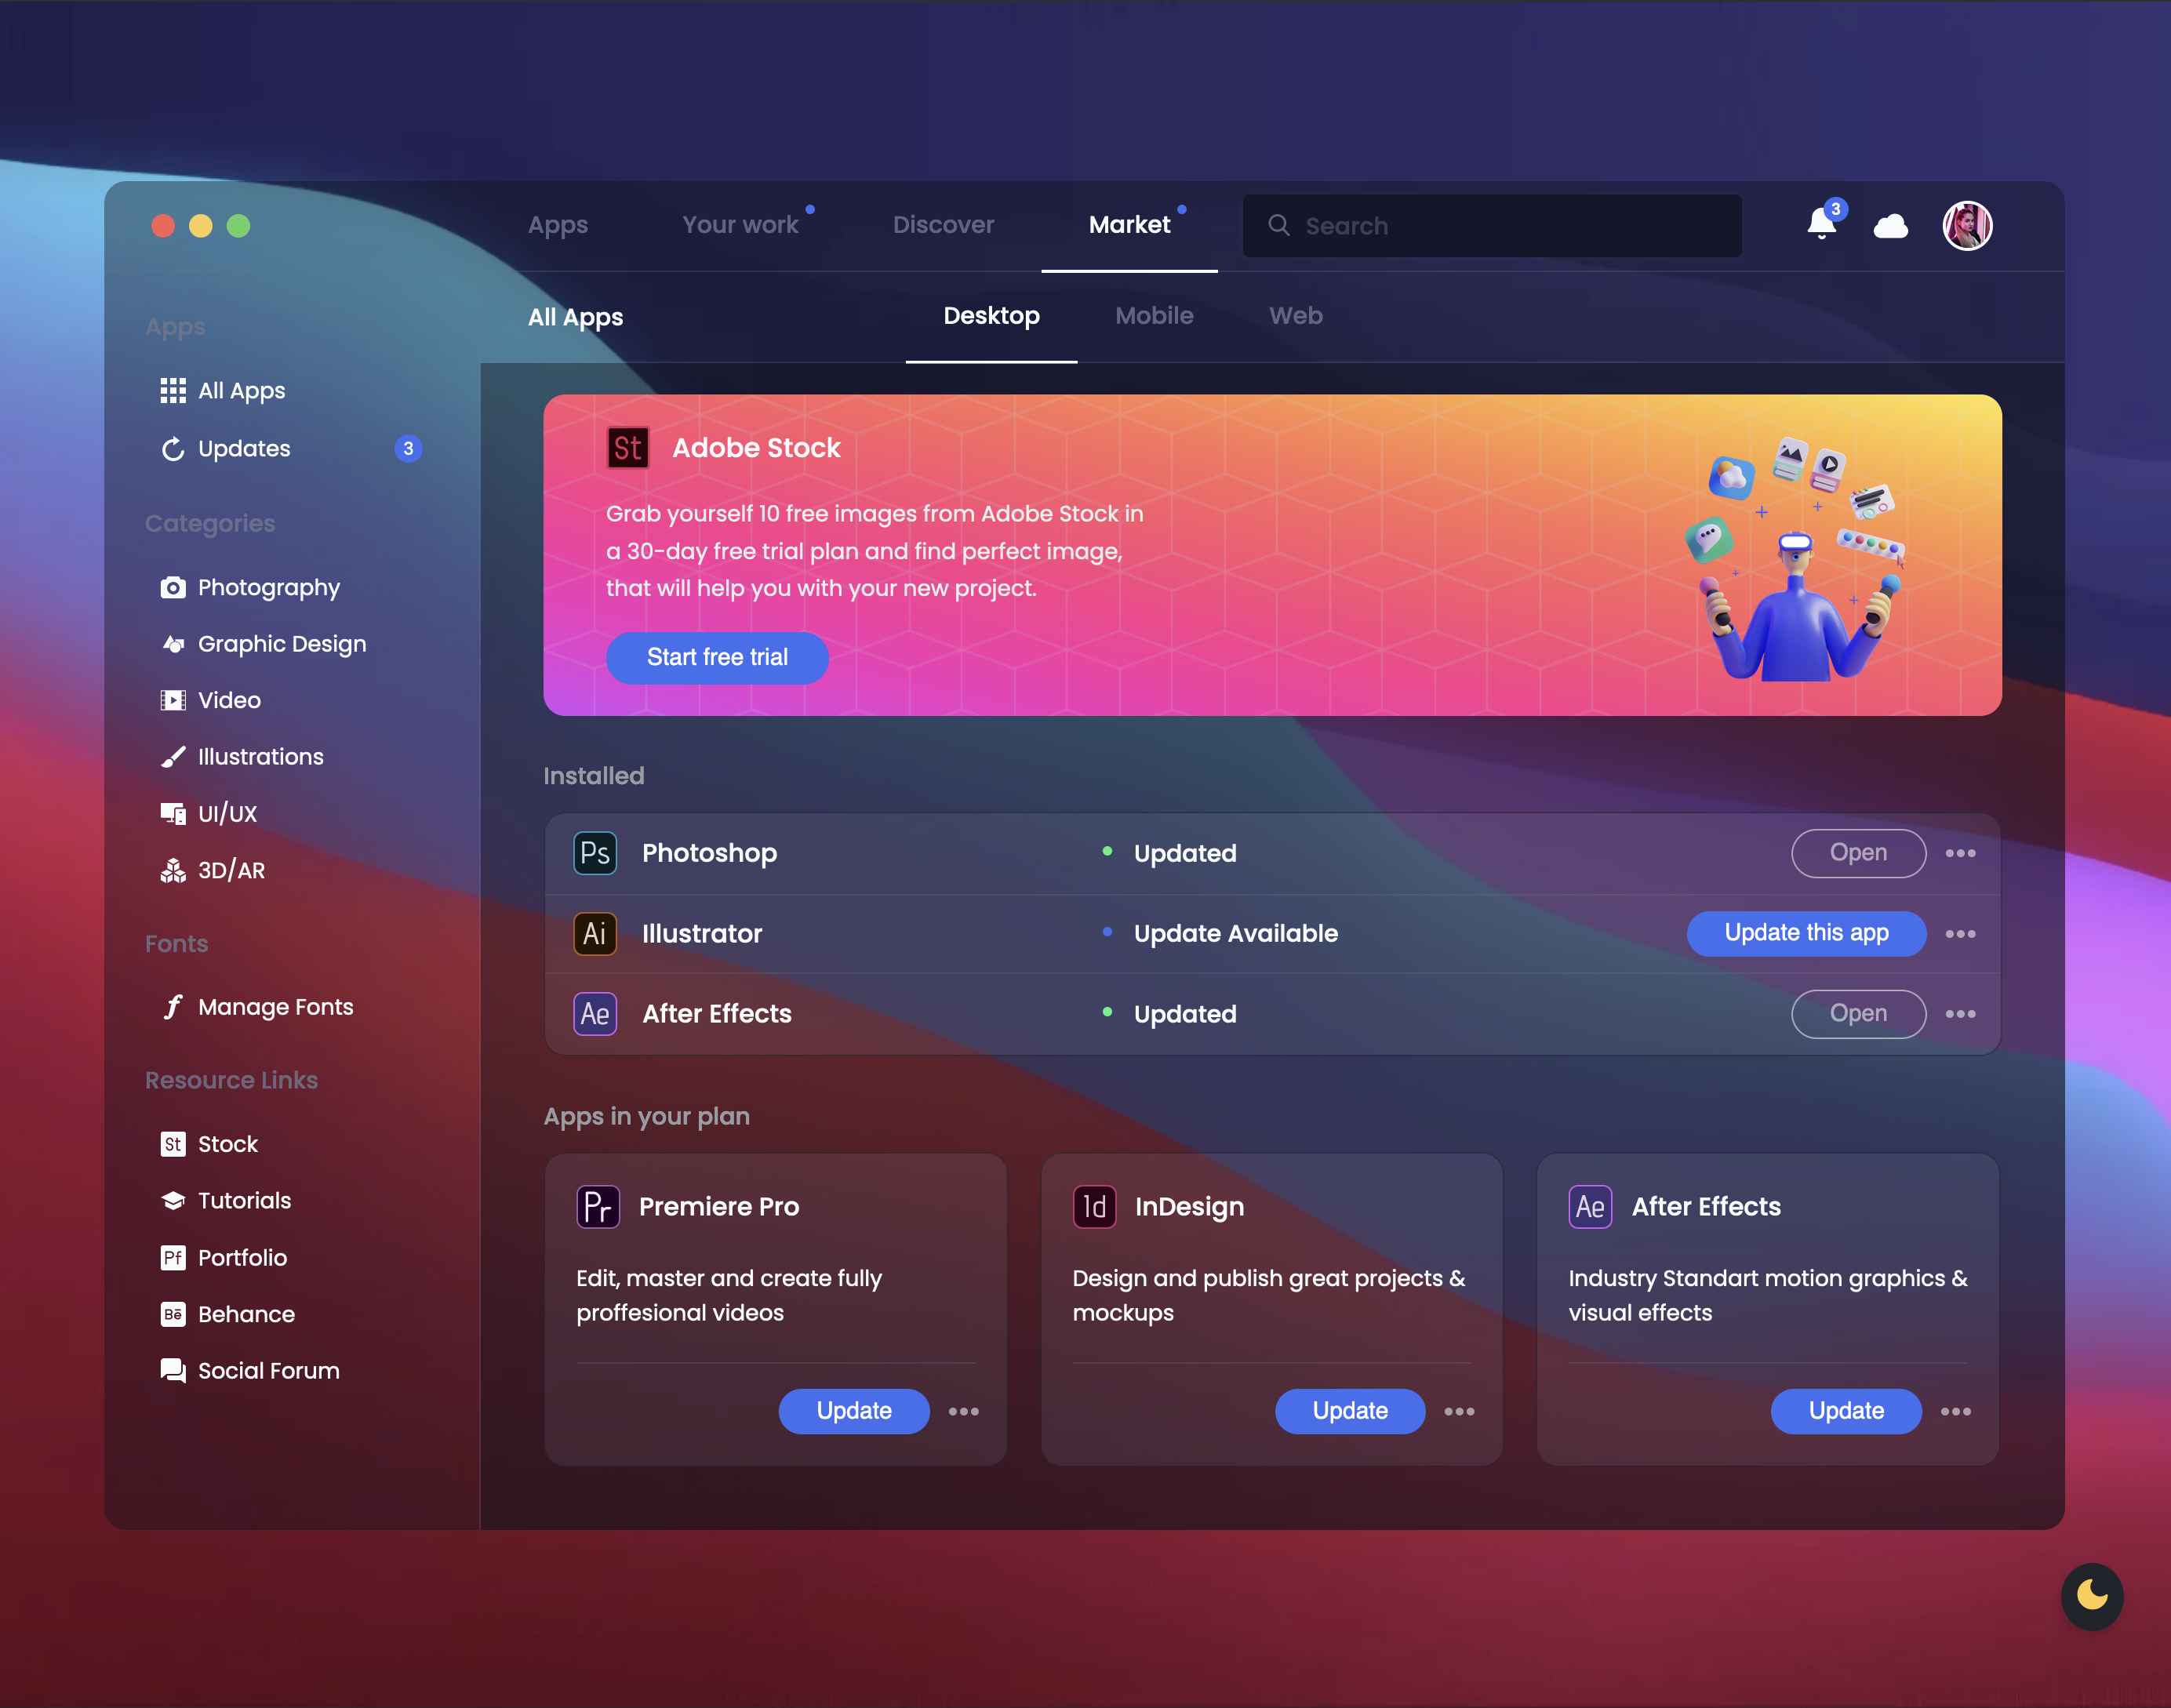 Apps
Your work
Discover
Market
Search
3
All Apps
Desktop
Mobile
Web
Apps
All Apps
Updates
3
Categories
Photography
Graphic Design
Video
Illustrations
UI/UX
3D/AR
Fonts
Manage Fonts
Resource Links
St Stock
Tutorials
Pf Portfolio
Bē Behance
Social Forum
St Adobe Stock
Grab yourself 10 free images from Adobe Stock in
a 30-day free trial plan and find perfect image,
that will help you with your new project.
Start free trial
Installed
Ps Photoshop
Updated
Open
Ai Illustrator
Update Available
Update this app
Ae After Effects
Updated
Open
Apps in your plan
Pr Premiere Pro
Edit, master and create fully
proffesional videos
Update
Id InDesign
Design and publish great projects &
mockups
Update
Ae After Effects
Industry Standart motion graphics &
visual effects
Update